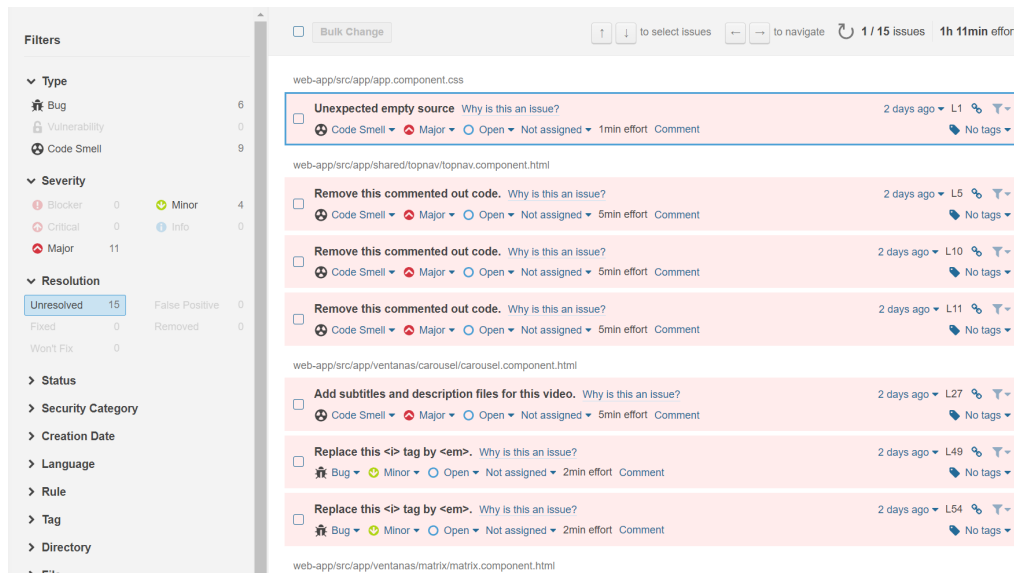 Filters
Type
Bug 6
Vulnerability 0
Code Smell 9
Severity
Blocker 0 Minor 4
Critical 0 Info 0
Major 11
Resolution
Unresolved 15 False Positive 0
Fixed 0 Removed 0
Won't Fix 0
Status
Security Category
Creation Date
Language
Rule
Tag
Directory
Bulk Change ↑ ↓ to select issues ← → to navigate 1 / 15 issues 1h 11min effor
web-app/src/app/app.component.css
Unexpected empty source Why is this an issue? 2 days ago L1
Code Smell Major Open Not assigned 1min effort Comment No tags
web-app/src/app/shared/topnav/topnav.component.html
Remove this commented out code. Why is this an issue? 2 days ago L5
Code Smell Major Open Not assigned 5min effort Comment No tags
Remove this commented out code. Why is this an issue? 2 days ago L10
Code Smell Major Open Not assigned 5min effort Comment No tags
Remove this commented out code. Why is this an issue? 2 days ago L11
Code Smell Major Open Not assigned 5min effort Comment No tags
web-app/src/app/ventanas/carousel/carousel.component.html
Add subtitles and description files for this video. Why is this an issue? 2 days ago L27
Code Smell Major Open Not assigned 5min effort Comment No tags
Replace this <i> tag by <em>. Why is this an issue? 2 days ago L49
Bug Minor Open Not assigned 2min effort Comment No tags
Replace this <i> tag by <em>. Why is this an issue? 2 days ago L54
Bug Minor Open Not assigned 2min effort Comment No tags
web-app/src/app/ventanas/matrix/matrix.component.html